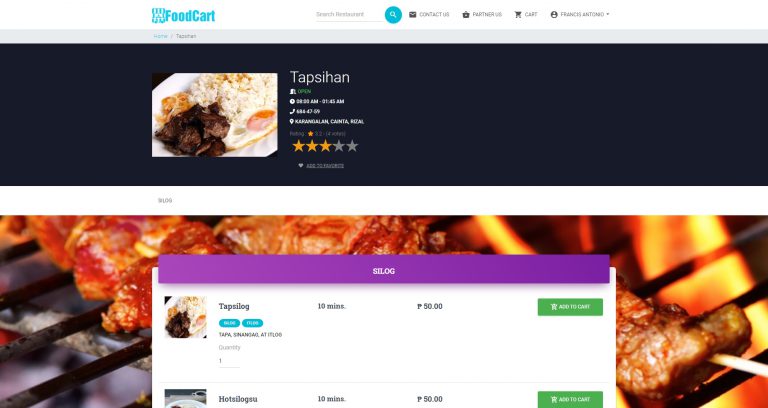 FoodCart
Search Restaurant
CONTACT US
PARTNER US
CART
FRANCIS ANTONIO
Home / Tapsihan
Tapsihan
OPEN
08:00 AM - 01:45 AM
684-47-59
KARANGALAN, CAINTA, RIZAL
Rating: 3.2 - (4 votes)
ADD TO FAVORITE
SILOG
SILOG
Tapsilog 10 mins. ₱ 50.00 ADD TO CART
SILOG ITLOG
TAPA, SINANGAG, AT ITLOG
Quantity
1
Hotsilogsu 10 mins. ₱ 50.00 ADD TO CART